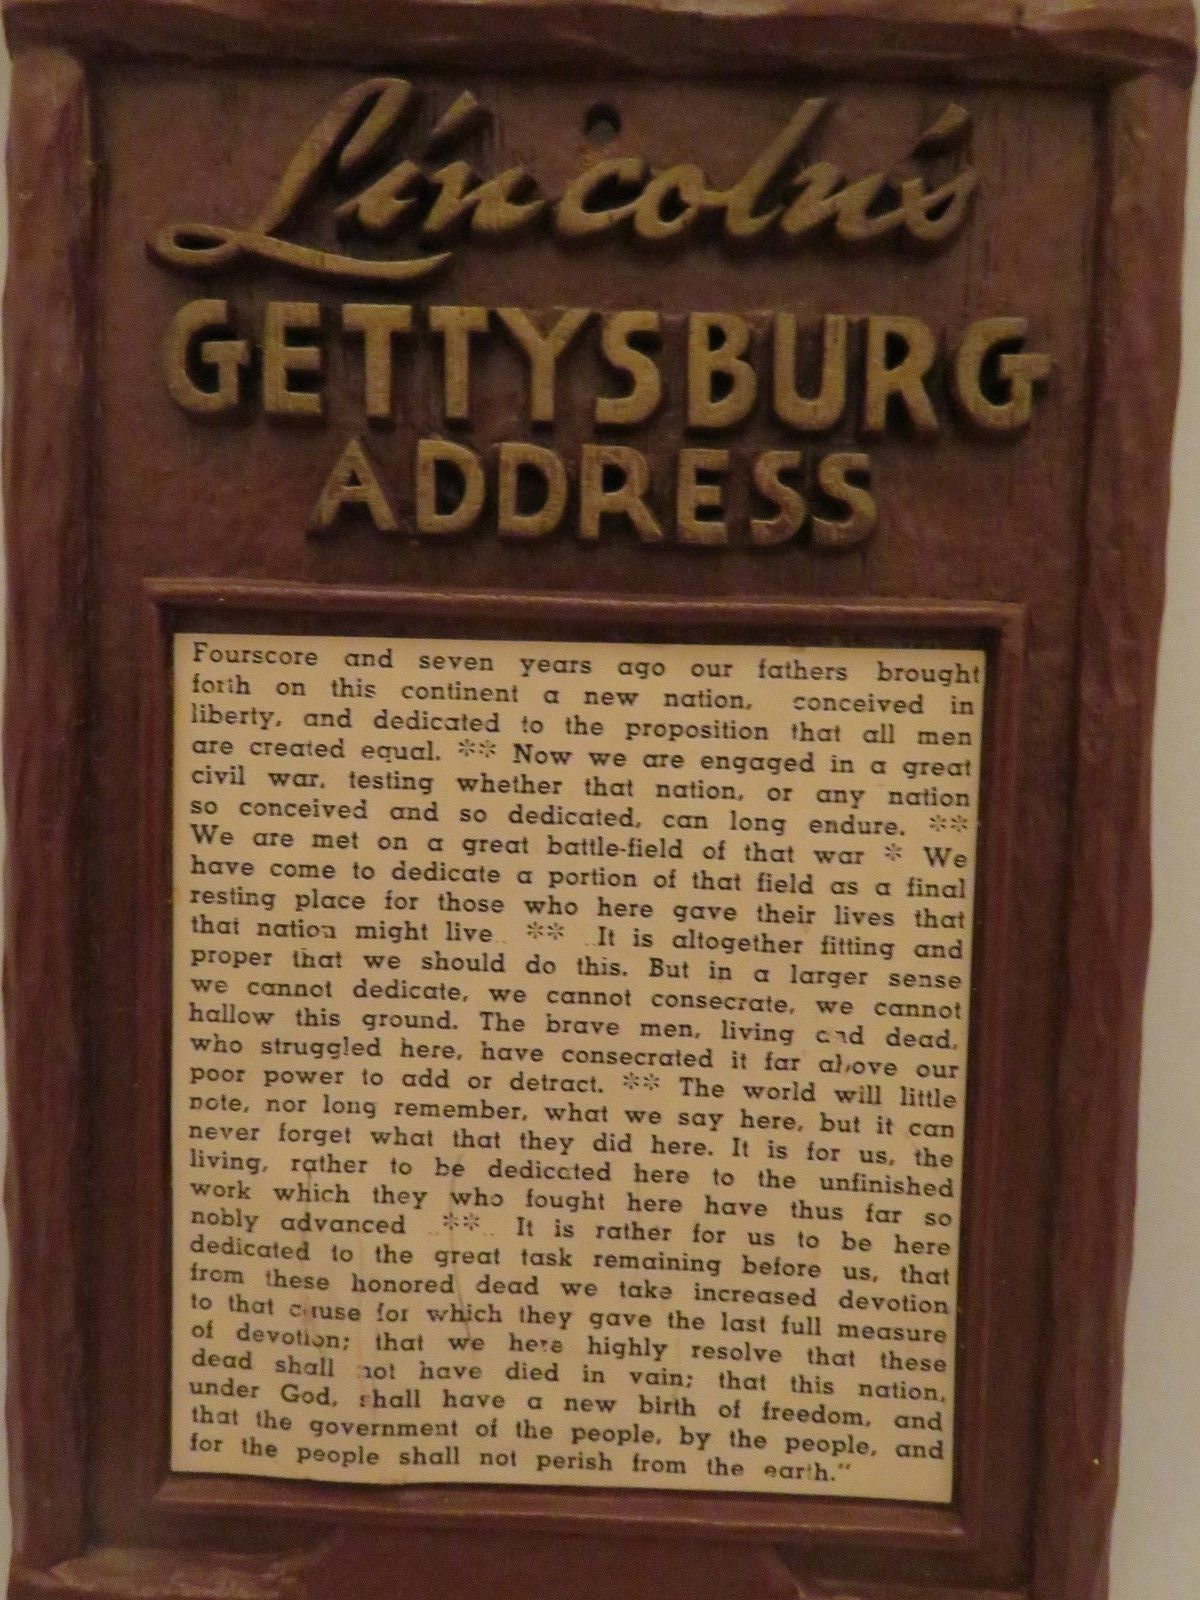 Lincoln's
GETTYSBURG
ADDRESS
Fourscore and seven years ago our fathers brought
forth on this continent a new nation, conceived in
liberty, and dedicated to the proposition that all men
are created equal. ** Now we are engaged in a great
civil war, testing whether that nation, or any nation
so conceived and so dedicated, can long endure. **
We are met on a great battle-field of that war * We
have come to dedicate a portion of that field as a final
resting place for those who here gave their lives that
that nation might live. ** It is altogether fitting and
proper that we should do this. But in a larger sense
we cannot dedicate, we cannot consecrate, we cannot
hallow this ground. The brave men, living and dead,
who struggled here, have consecrated it far above our
poor power to add or detract. ** The world will little
note, nor long remember, what we say here, but it can
never forget what that they did here. It is for us, the
living, rather to be dedicated here to the unfinished
work which they who fought here have thus far so
nobly advanced ** It is rather for us to be here
dedicated to the great task remaining before us, that
from these honored dead we take increased devotion
to that cause for which they gave the last full measure
of devotion; that we here highly resolve that these
dead shall not have died in vain; that this nation,
under God, shall have a new birth of freedom, and
that the government of the people, by the people, and
for the people shall not perish from the earth."